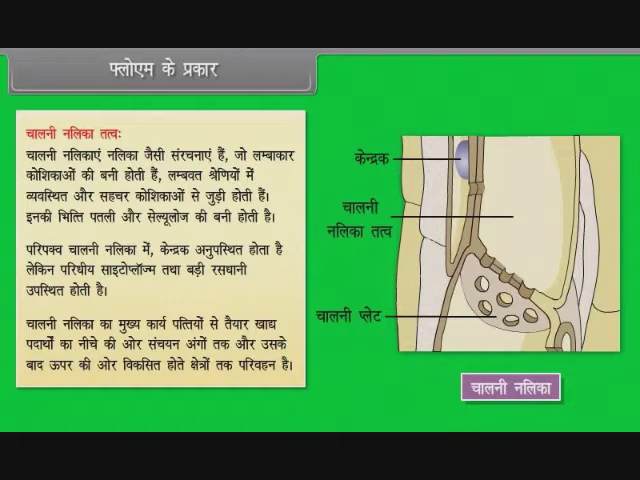 फ्लोएम के प्रकार
चालनी नलिका तत्वः
चालनी नलिकाएं नलिका जैसी संरचनाएं हैं, जो लम्बाकार
कोशिकाओं की बनी होती हैं, लम्बवत श्रेणियों में
व्यवस्थित और सहचर कोशिकाओं से जुड़ी होती हैं।
इनकी भित्ति पतली और सेल्यूलोज की बनी होती है।
परिपक्व चालनी नलिका में, केन्द्रक अनुपस्थित होता है
लेकिन परिधीय साइटोप्लॉज्म तथा बड़ी रसधानी
उपस्थित होती है।
चालनी नलिका का मुख्य कार्य पत्तियों से तैयार खाद्य
पदार्थों का नीचे की ओर संचयन अंगों तक और उसके
बाद ऊपर की ओर विकसित होते क्षेत्रों तक परिवहन है।
केन्द्रक
चालनी
नलिका तत्व
चालनी प्लेट
चालनी नलिका